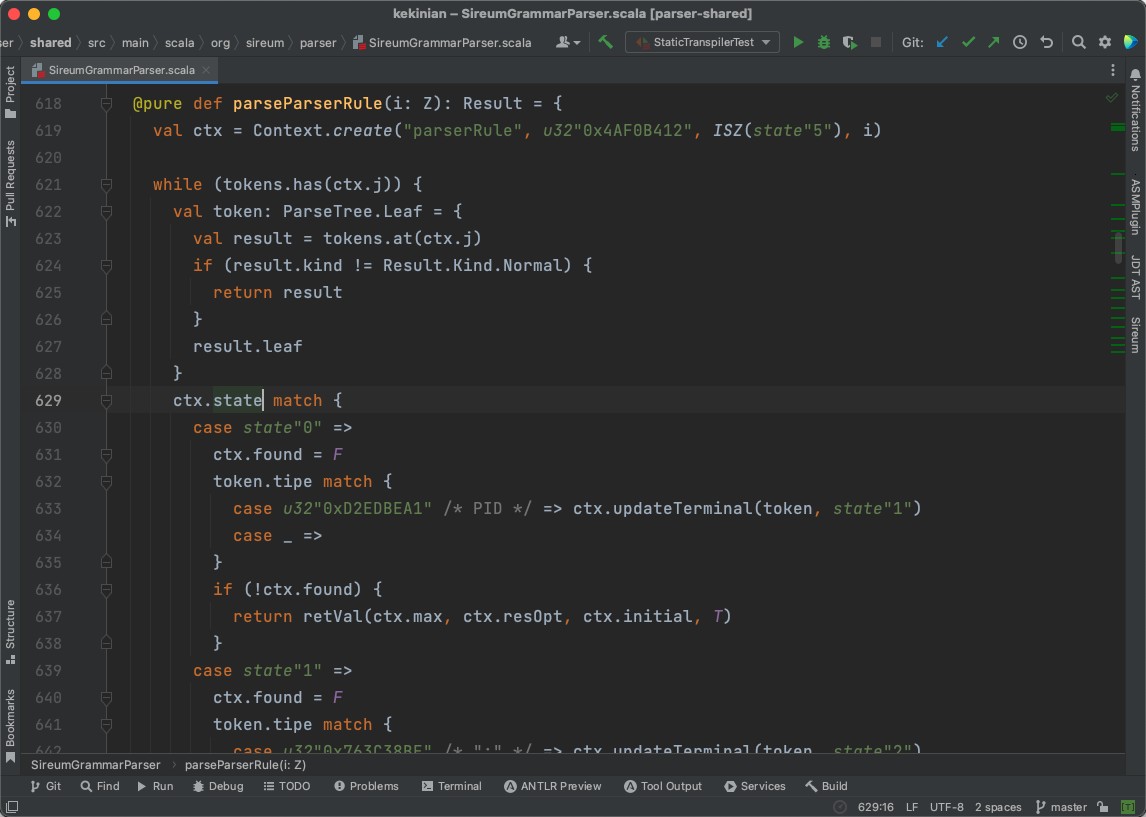 kekinian – SireumGrammarParser.scala [parser-shared]
ser shared src main scala org sireum parser SireumGrammarParser.scala StaticTranspilerTest Git:
SireumGrammarParser.scala
Project
Pull Requests
Structure
Bookmarks
618 @pure def parseParserRule(i: Z): Result = {
619 val ctx = Context.create("parserRule", u32"0x4AF0B412", ISZ(state"5"), i)
620
621 while (tokens.has(ctx.j)) {
622 val token: ParseTree.Leaf = {
623 val result = tokens.at(ctx.j)
624 if (result.kind != Result.Kind.Normal) {
625 return result
626 }
627 result.leaf
628 }
629 ctx.state match {
630 case state"0" =>
631 ctx.found = F
632 token.tipe match {
633 case u32"0xD2EDBEA1" /* PID */ => ctx.updateTerminal(token, state"1")
634 case _ =>
635 }
636 if (!ctx.found) {
637 return retVal(ctx.max, ctx.resOpt, ctx.initial, T)
638 }
639 case state"1" =>
640 ctx.found = F
641 token.tipe match {
642 case u32"0x763C38BE" /* ":" */ => ctx.updateTerminal(token, state"2")
Notifications
ASMPlugin
JDT AST
Sireum
SireumGrammarParser parseParserRule(i: Z)
Git Find Run Debug TODO Problems Terminal ANTLR Preview Tool Output Services Build
629:16 LF UTF-8 2 spaces master